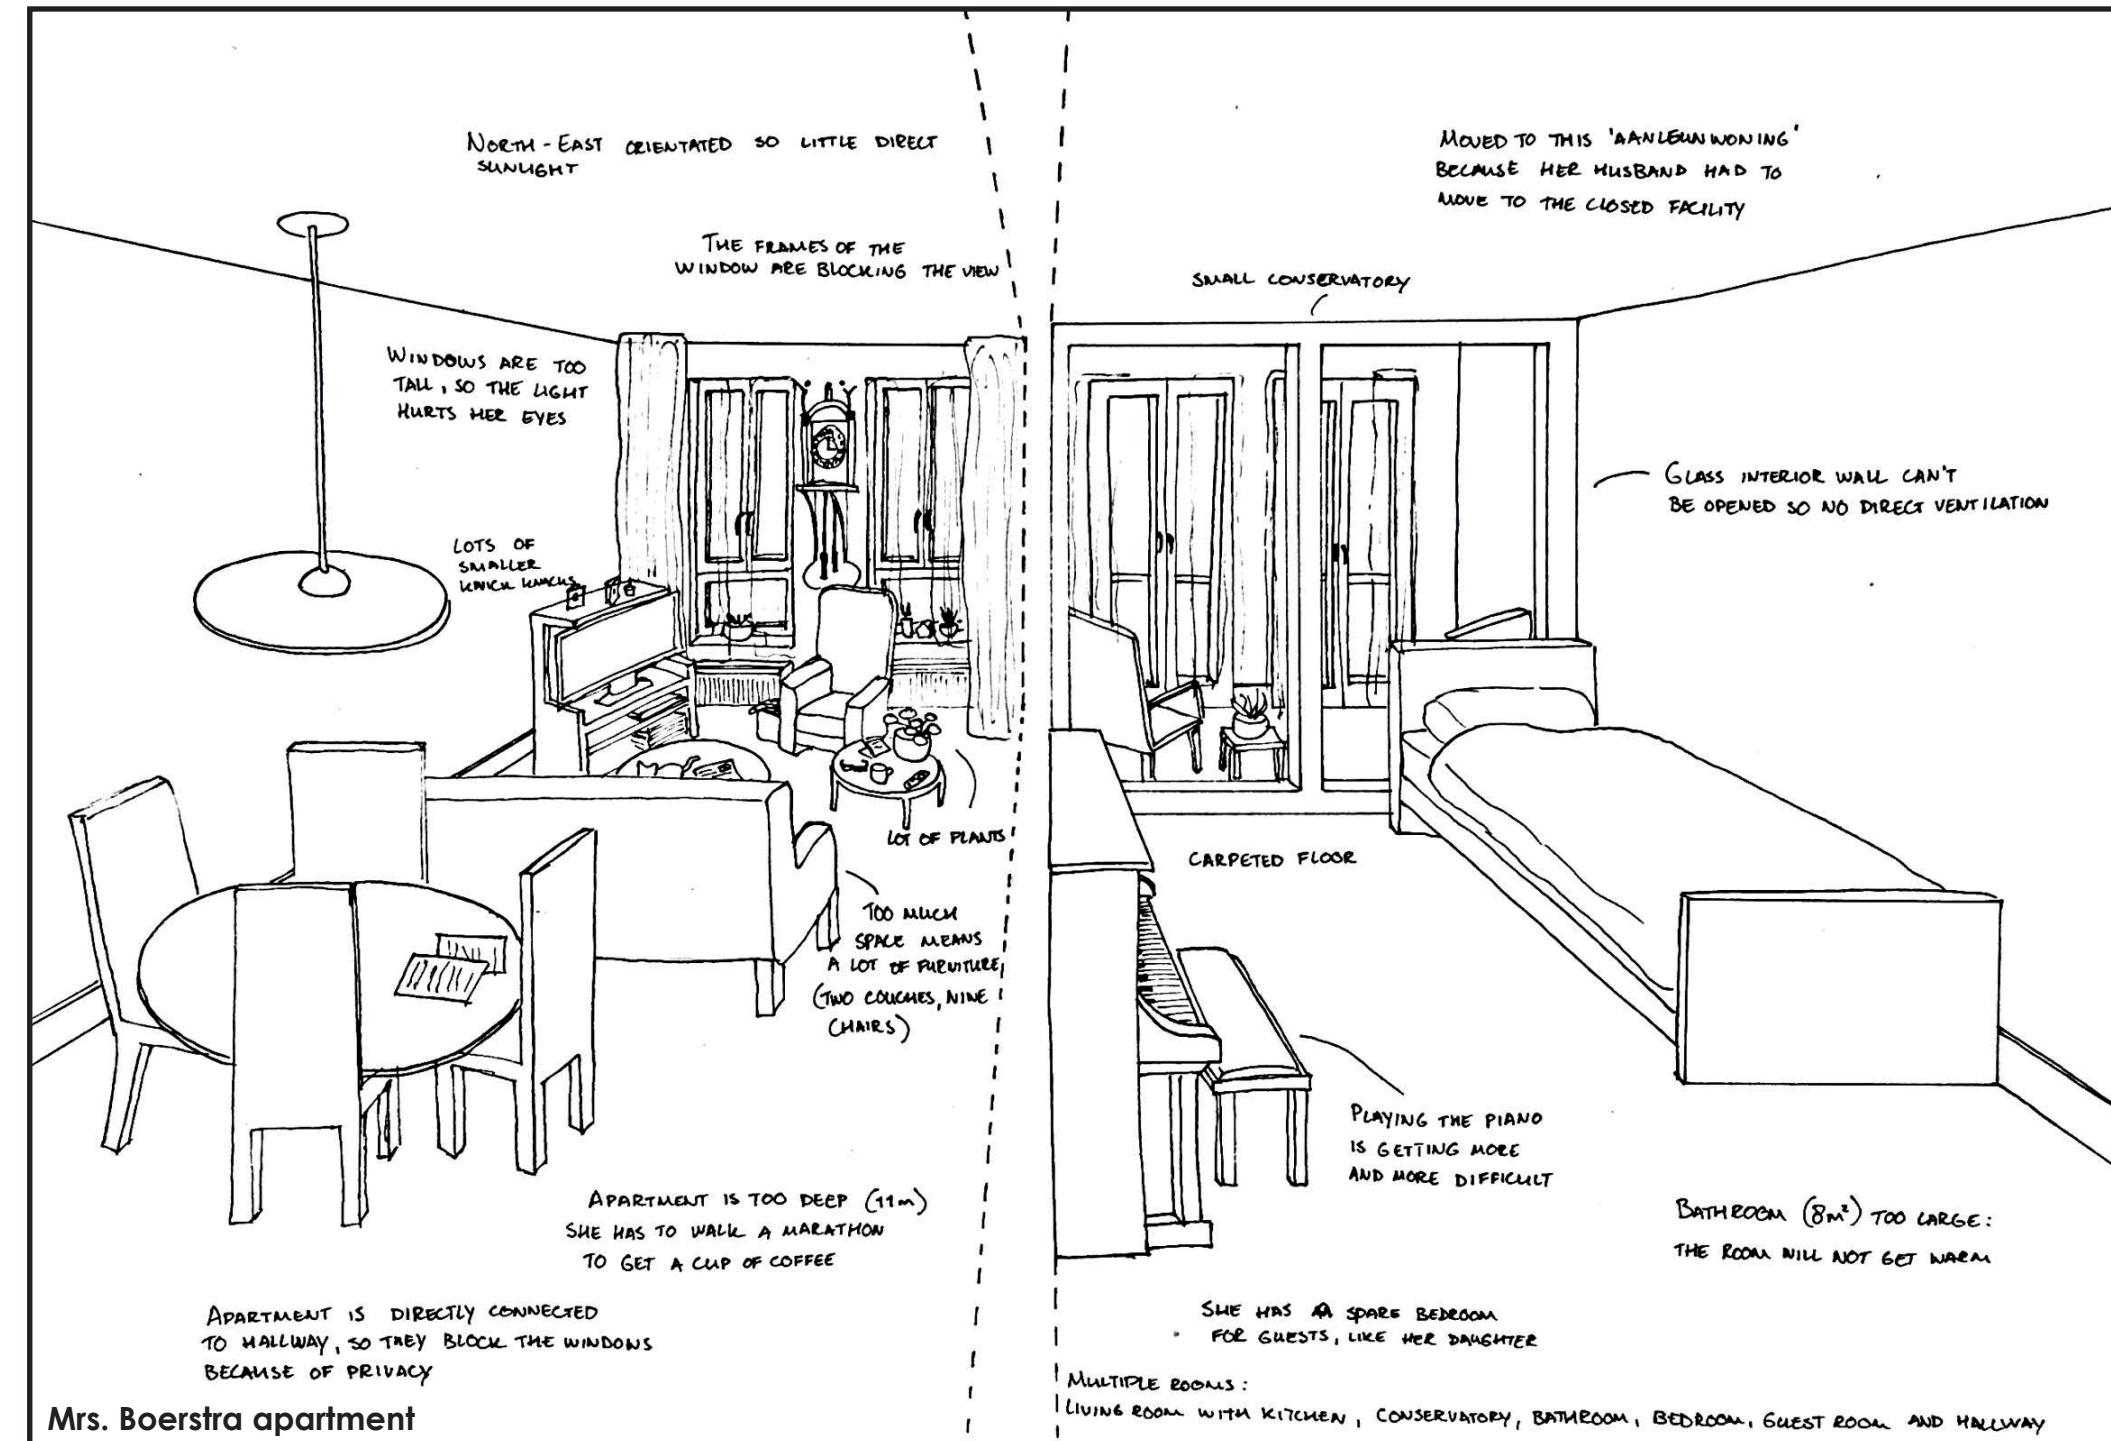 NORTH-EAST ORIENTATED SO LITTLE DIRECT
SUNLIGHT
THE FRAMES OF THE
WINDOW ARE BLOCKING THE VIEW
WINDOWS ARE TOO
TALL, SO THE LIGHT
HURTS HER EYES
LOTS OF
SMALLER
KNICK KNACKS
LOT OF PLANTS
TOO MUCH
SPACE MEANS
A LOT OF FURNITURE,
(TWO COUCHES, NINE
CHAIRS)
APARTMENT IS TOO DEEP (11m)
SHE HAS TO WALK A MARATHON
TO GET A CUP OF COFFEE
APARTMENT IS DIRECTLY CONNECTED
TO HALLWAY, SO THEY BLOCK THE WINDOWS
BECAUSE OF PRIVACY
Mrs. Boerstra apartment
MOVED TO THIS 'AANLEUNWONING'
BECAUSE HER HUSBAND HAD TO
MOVE TO THE CLOSED FACILITY
SMALL CONSERVATORY
GLASS INTERIOR WALL CAN'T
BE OPENED SO NO DIRECT VENTILATION
CARPETED FLOOR
PLAYING THE PIANO
IS GETTING MORE
AND MORE DIFFICULT
BATHROOM (8m²) TOO LARGE:
THE ROOM WILL NOT GET WARM
SHE HAS A SPARE BEDROOM
FOR GUESTS, LIKE HER DAUGHTER
MULTIPLE ROOMS:
LIVING ROOM WITH KITCHEN, CONSERVATORY, BATHROOM, BEDROOM, GUEST ROOM AND HALLWAY